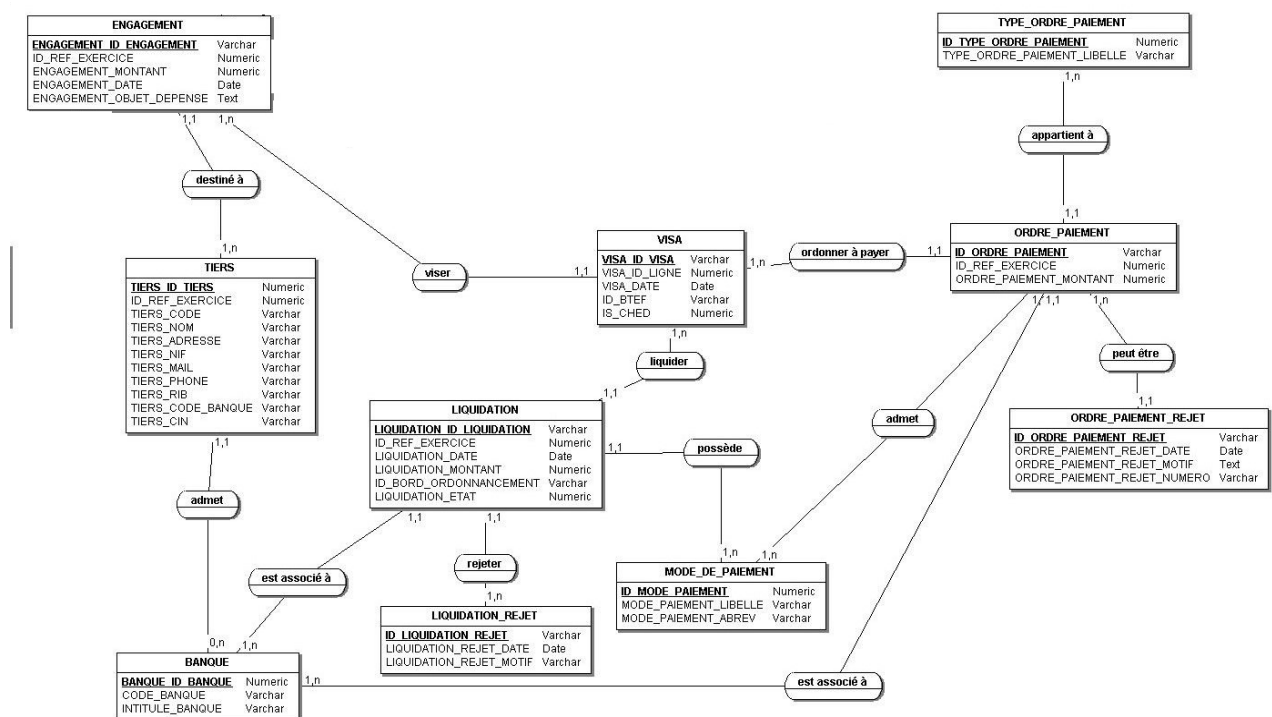 1,n
ENGAGEMENT
ENGAGEMENT_ID_ENGAGEMENT Varchar
ID_REF_EXERCICE Numeric
ENGAGEMENT_MONTANT Numeric
ENGAGEMENT_DATE Date
ENGAGEMENT_OBJET_DEPENSE Text
1,1
1,n
TYPE_ORDRE_PAIEMENT
ID_TYPE_ORDRE_PAIEMENT Numeric
TYPE_ORDRE_PAIEMENT_LIBELLE Varchar
1,n
appartient à
1,1
destiné à
1,n
viser
1,1
TIERS
TIERS_ID_TIERS Numeric
ID_REF_EXERCICE Numeric
TIERS_CODE Varchar
TIERS_NOM Varchar
TIERS_ADRESSE Varchar
TIERS_NIF Varchar
TIERS_MAIL Varchar
TIERS_PHONE Varchar
TIERS_RIB Varchar
TIERS_CODE_BANQUE Varchar
TIERS_CIN Varchar
1,1
VISA
VISA_ID_VISA Varchar
VISA_ID_LIGNE Numeric
VISA_DATE Date
ID_BTEF Varchar
IS_CHED Numeric
1,n
ordonner à payer
1,1
1,n
liquider
1,1
ORDRE_PAIEMENT
ID_ORDRE_PAIEMENT Varchar
ID_REF_EXERCICE Numeric
ORDRE_PAIEMENT_MONTANT Numeric
1,1
1,1
1,n
peut être
1,1
ORDRE_PAIEMENT_REJET
ID_ORDRE_PAIEMENT_REJET Varchar
ORDRE_PAIEMENT_REJET_DATE Date
ORDRE_PAIEMENT_REJET_MOTIF Text
ORDRE_PAIEMENT_REJET_NUMERO Varchar
LIQUIDATION
LIQUIDATION_ID_LIQUIDATION Varchar
ID_REF_EXERCICE Numeric
LIQUIDATION_DATE Date
LIQUIDATION_MONTANT Numeric
ID_BORD_ORDONNANCEMENT Varchar
LIQUIDATION_ETAT Numeric
1,1
possède
admet
admet
1,1
1,1
est associé à
rejeter
1,n
1,n
1,n
MODE_DE_PAIEMENT
ID_MODE_PAIEMENT Numeric
MODE_PAIEMENT_LIBELLE Varchar
MODE_PAIEMENT_ABREV Varchar
LIQUIDATION_REJET
ID_LIQUIDATION_REJET Varchar
LIQUIDATION_REJET_DATE Date
LIQUIDATION_REJET_MOTIF Varchar
0,n
1,n
BANQUE
BANQUE_ID_BANQUE Numeric
CODE_BANQUE Varchar
INTITULE_BANQUE Varchar
1,n
est associé à